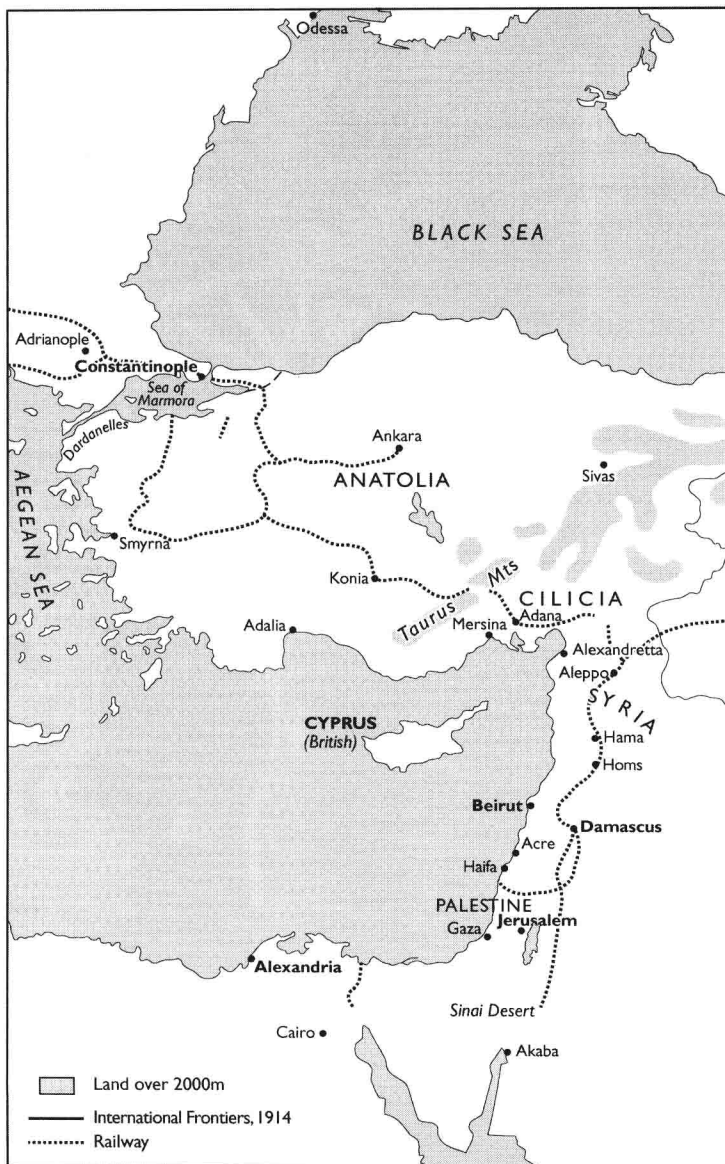 Odessa
BLACK SEA
Adrianople
Constantinople
Sea of
Marmora
Dardanelles
Ankara
ANATOLIA
Sivas
AEGEAN SEA
Smyrna
Konia
Taurus Mts
CILICIA
Adana
Mersina
Adalia
Alexandretta
Aleppo
SYRIA
CYPRUS
(British)
Hama
Homs
Beirut
Damascus
Acre
Haifa
PALESTINE
Jerusalem
Gaza
Alexandria
Sinai Desert
Cairo
Akaba
Land over 2000m
International Frontiers, 1914
Railway